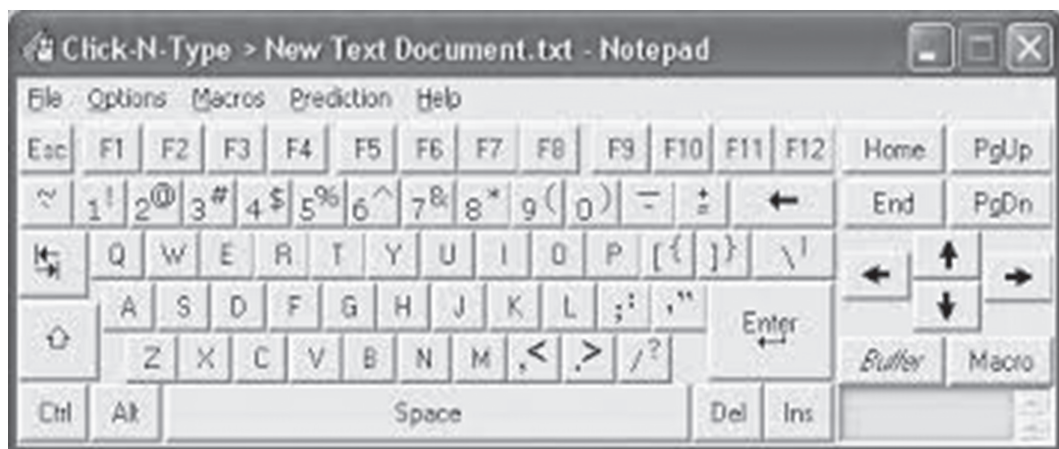 Click-N-Type > New Text Document.txt - Notepad
File Options Macros Prediction Help
Esc F1 F2 F3 F4 F5 F6 F7 F8 F9 F10 F11 F12 Home PgUp
~ 1! 2@ 3# 4$ 5% 6^ 7& 8* 9( 0) - + = ← End PgDn
Q W E R T Y U I O P [{ ]} \| ← ↑ →
A S D F G H J K L ;: '" Enter ↓
Z X C V B N M ,< .> /? Buffer Macro
Ctrl Alt Space Del Ins